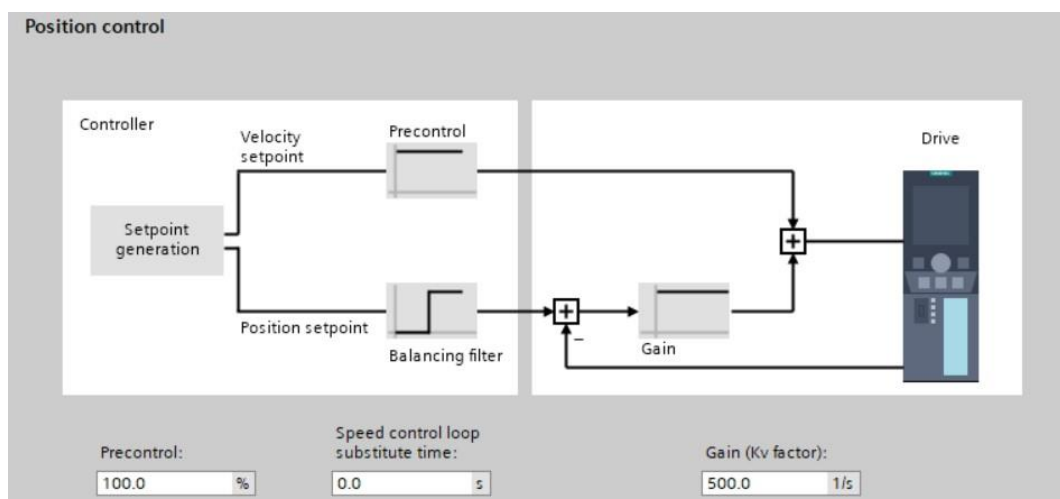 Position control
Controller
Velocity
setpoint
Precontrol
Drive
Setpoint
generation
+
+
Position setpoint
−
Balancing filter
Gain
Precontrol:
Speed control loop
substitute time:
Gain (Kv factor):
100.0 %
0.0 s
500.0 1/s